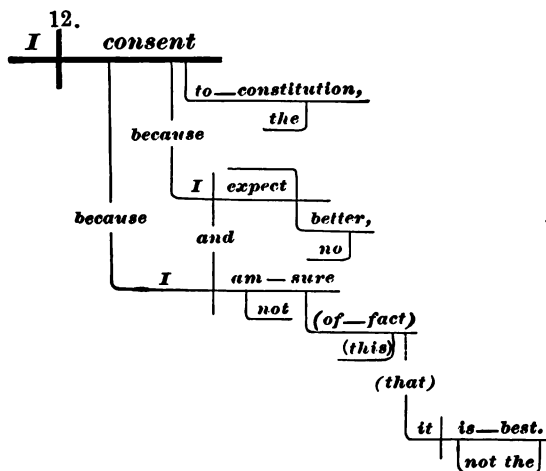 12.
I consent
to—constitution,
the
because
I expect
because
better,
and
no
I am—sure
not
(of—fact)
(this)
(that)
it is—best.
not the